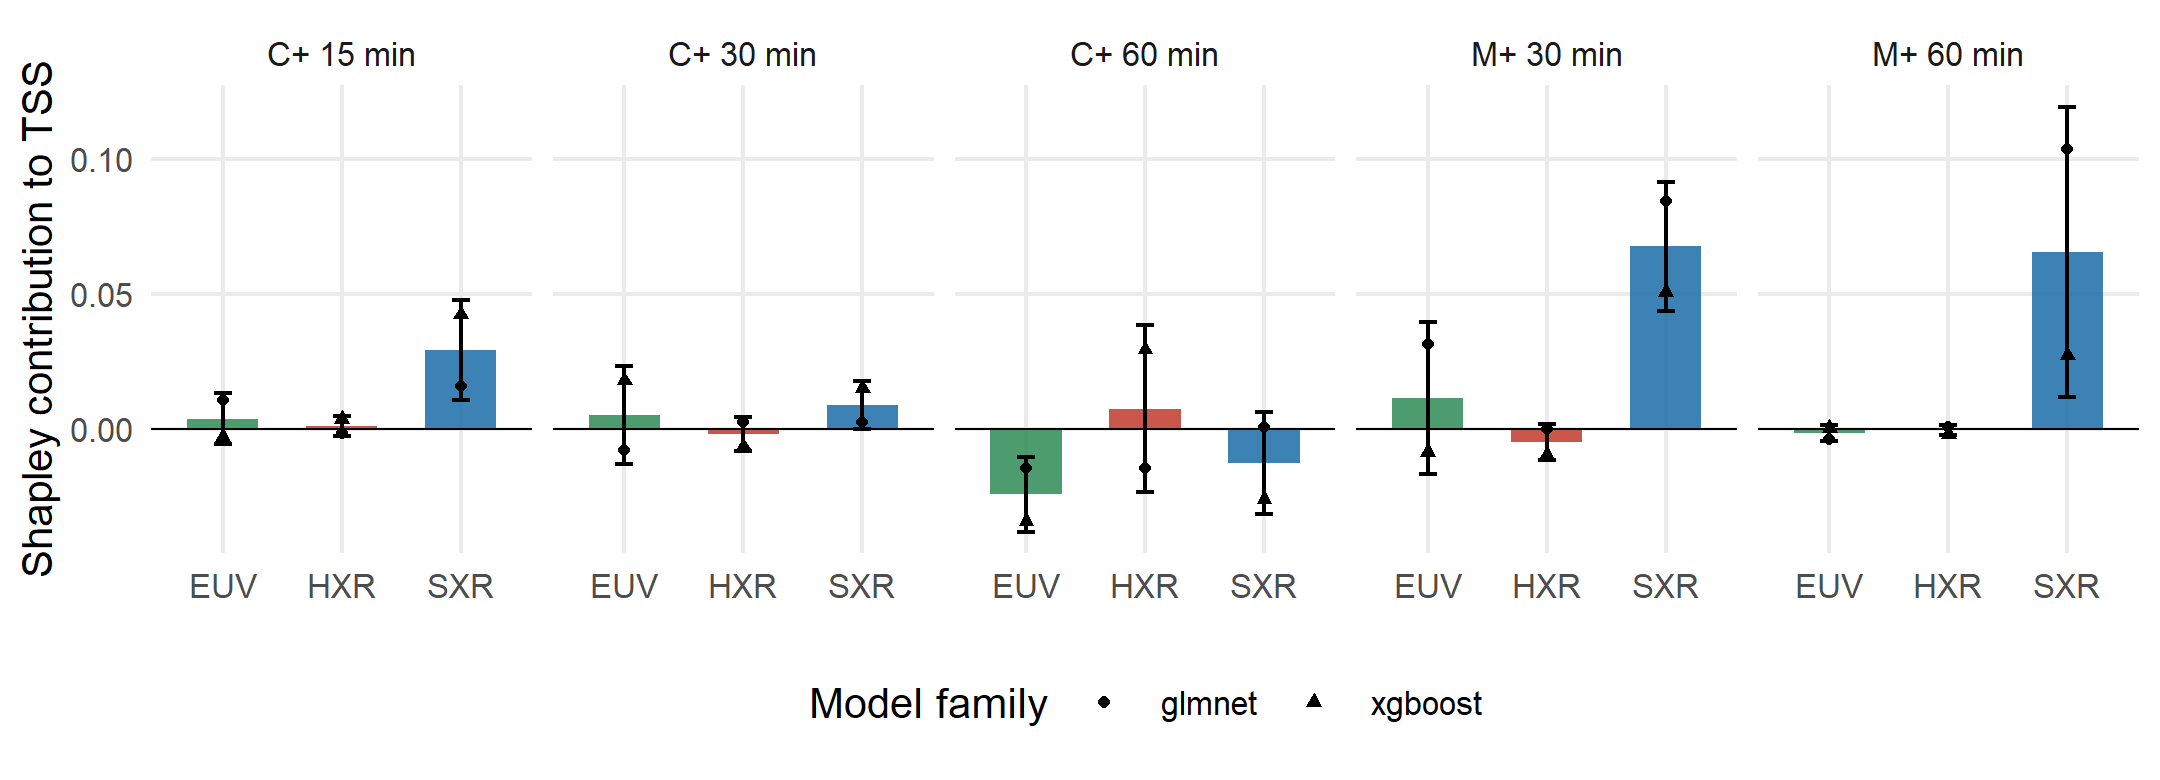 C+ 15 min C+ 30 min C+ 60 min M+ 30 min M+ 60 min
Shapley contribution to TSS
0.10
0.05
0.00
EUV HXR SXR EUV HXR SXR EUV HXR SXR EUV HXR SXR EUV HXR SXR
Model family glmnet xgboost